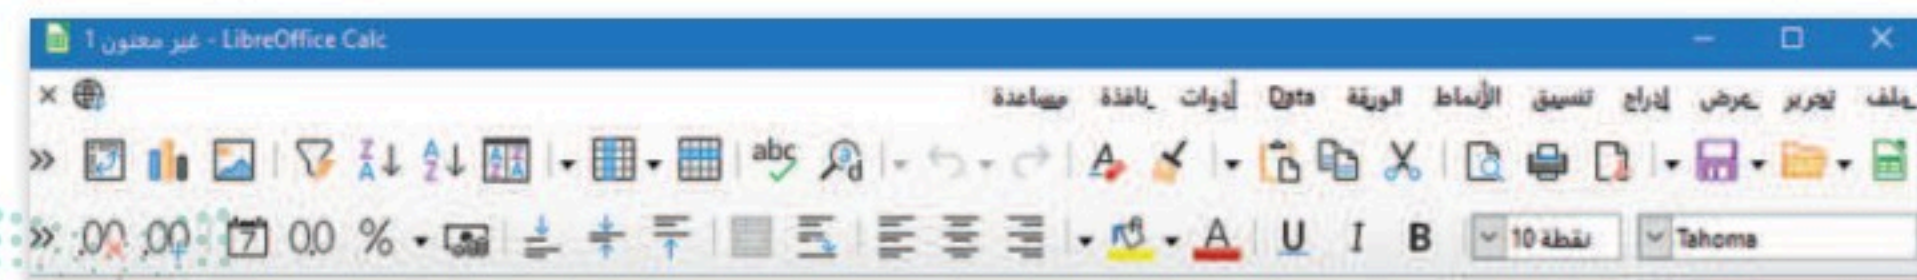 غير معنون 1 - LibreOffice Calc
ملف تحرير عرض إدراج تنسيق الأنماط الورقة Data أدوات نافذة مساعدة
abc
Tahoma نقطة 10 B I U A % 0,0 7 ,00 ,00